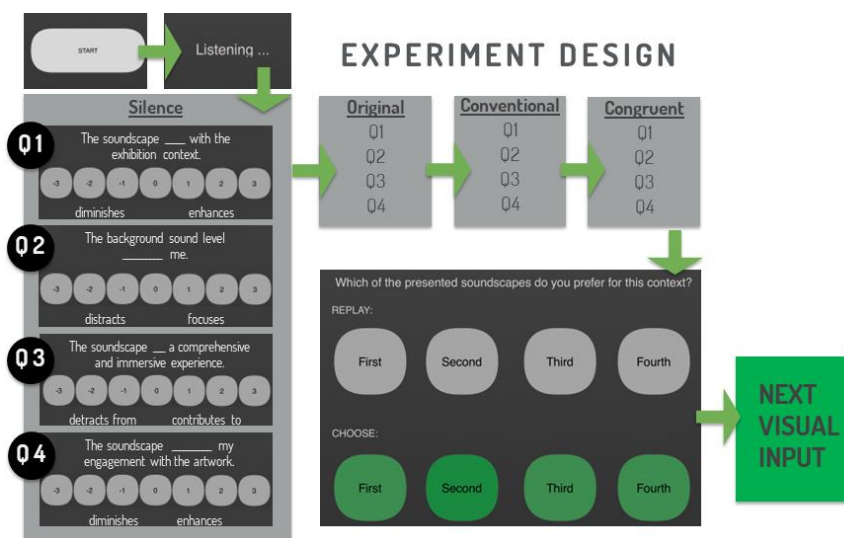 START
Listening ...
EXPERIMENT DESIGN
Silence
Q1
The soundscape ___ with the
exhibition context.
-3 -2 -1 0 1 2 3
diminishes enhances
Q2
The background sound level
_______ me.
-3 -2 -1 0 1 2 3
distracts focuses
Q3
The soundscape __ a comprehensive
and immersive experience.
-3 -2 -1 0 1 2 3
detracts from contributes to
Q4
The soundscape ______ my
engagement with the artwork.
-3 -2 -1 0 1 2 3
diminishes enhances
Original
Q1
Q2
Q3
Q4
Conventional
Q1
Q2
Q3
Q4
Congruent
Q1
Q2
Q3
Q4
Which of the presented soundscapes do you prefer for this context?
REPLAY:
First Second Third Fourth
CHOOSE:
First Second Third Fourth
NEXT
VISUAL
INPUT